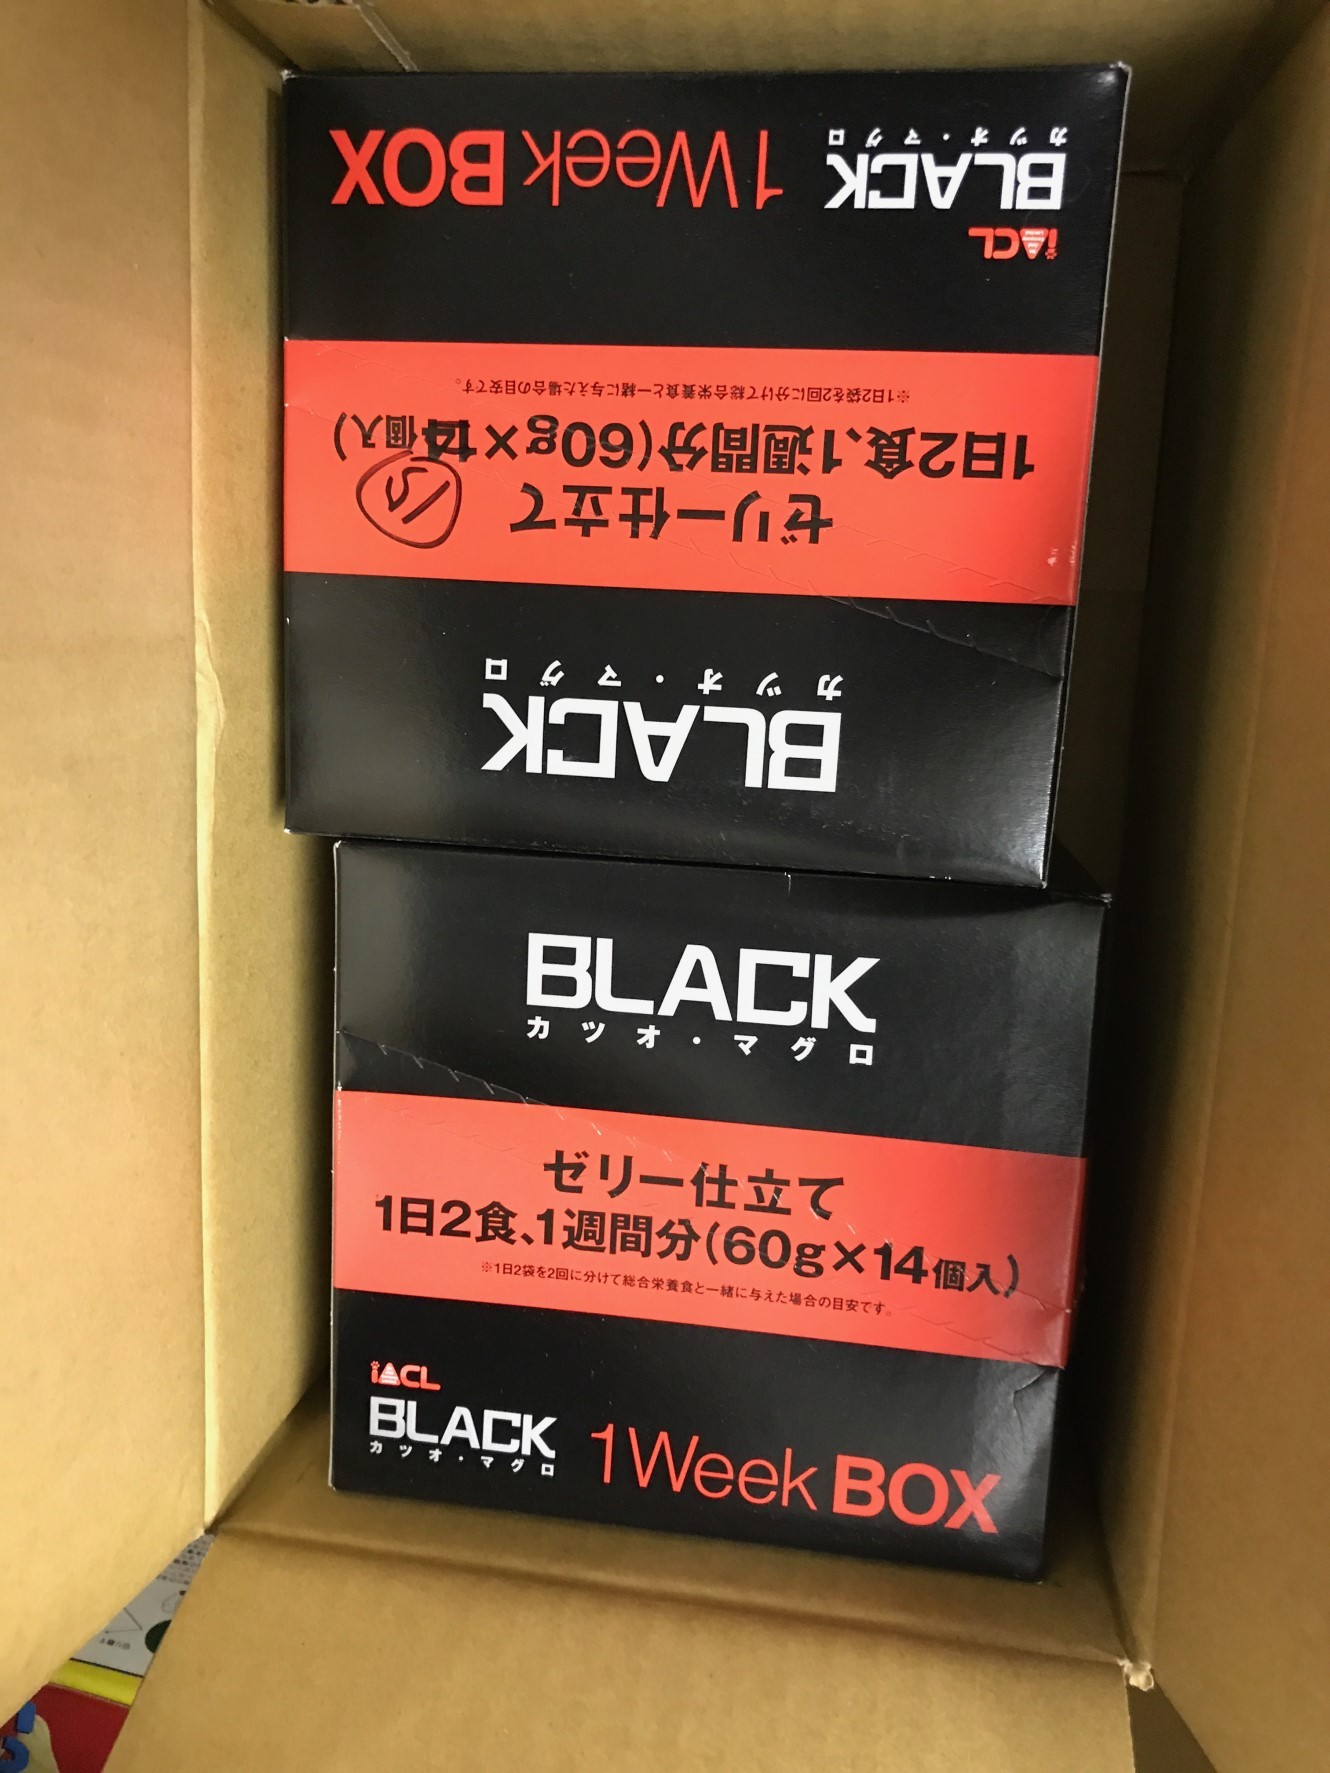 iACL
BLACK
カツオ・マグロ
1Week BOX
※1日2袋を2回に分けて総合栄養食と一緒に与えた場合の目安です。
1日2食、1週間分(60g×14個入)
ゼリー仕立て
15
BLACK
カツオ・マグロ
BLACK
カツオ・マグロ
ゼリー仕立て
1日2食、1週間分(60g×14個入)
※1日2袋を2回に分けて総合栄養食と一緒に与えた場合の目安です。
iACL
BLACK
カツオ・マグロ
1Week BOX